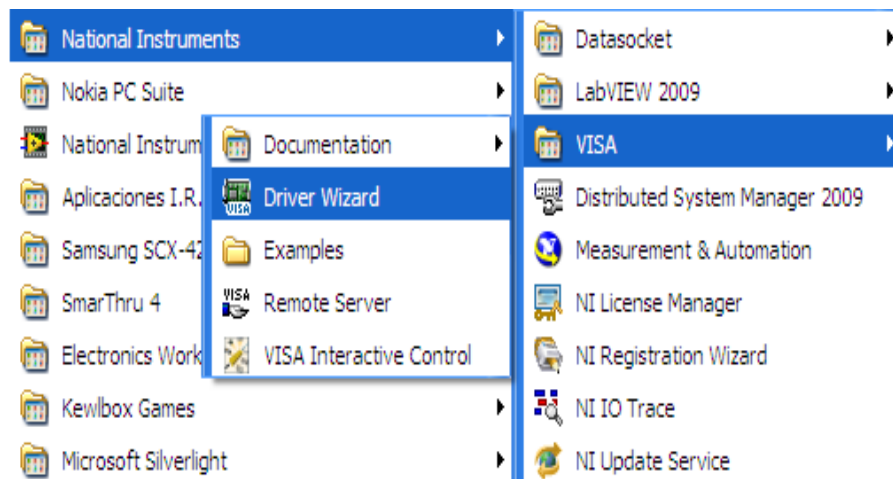 National Instruments
Nokia PC Suite
National Instrum
Aplicaciones I.R.
Samsung SCX-42
SmarThru 4
Electronics Work
Kewlbox Games
Microsoft Silverlight
Documentation
Driver Wizard
Examples
Remote Server
VISA Interactive Control
Datasocket
LabVIEW 2009
VISA
Distributed System Manager 2009
Measurement & Automation
NI License Manager
NI Registration Wizard
NI IO Trace
NI Update Service